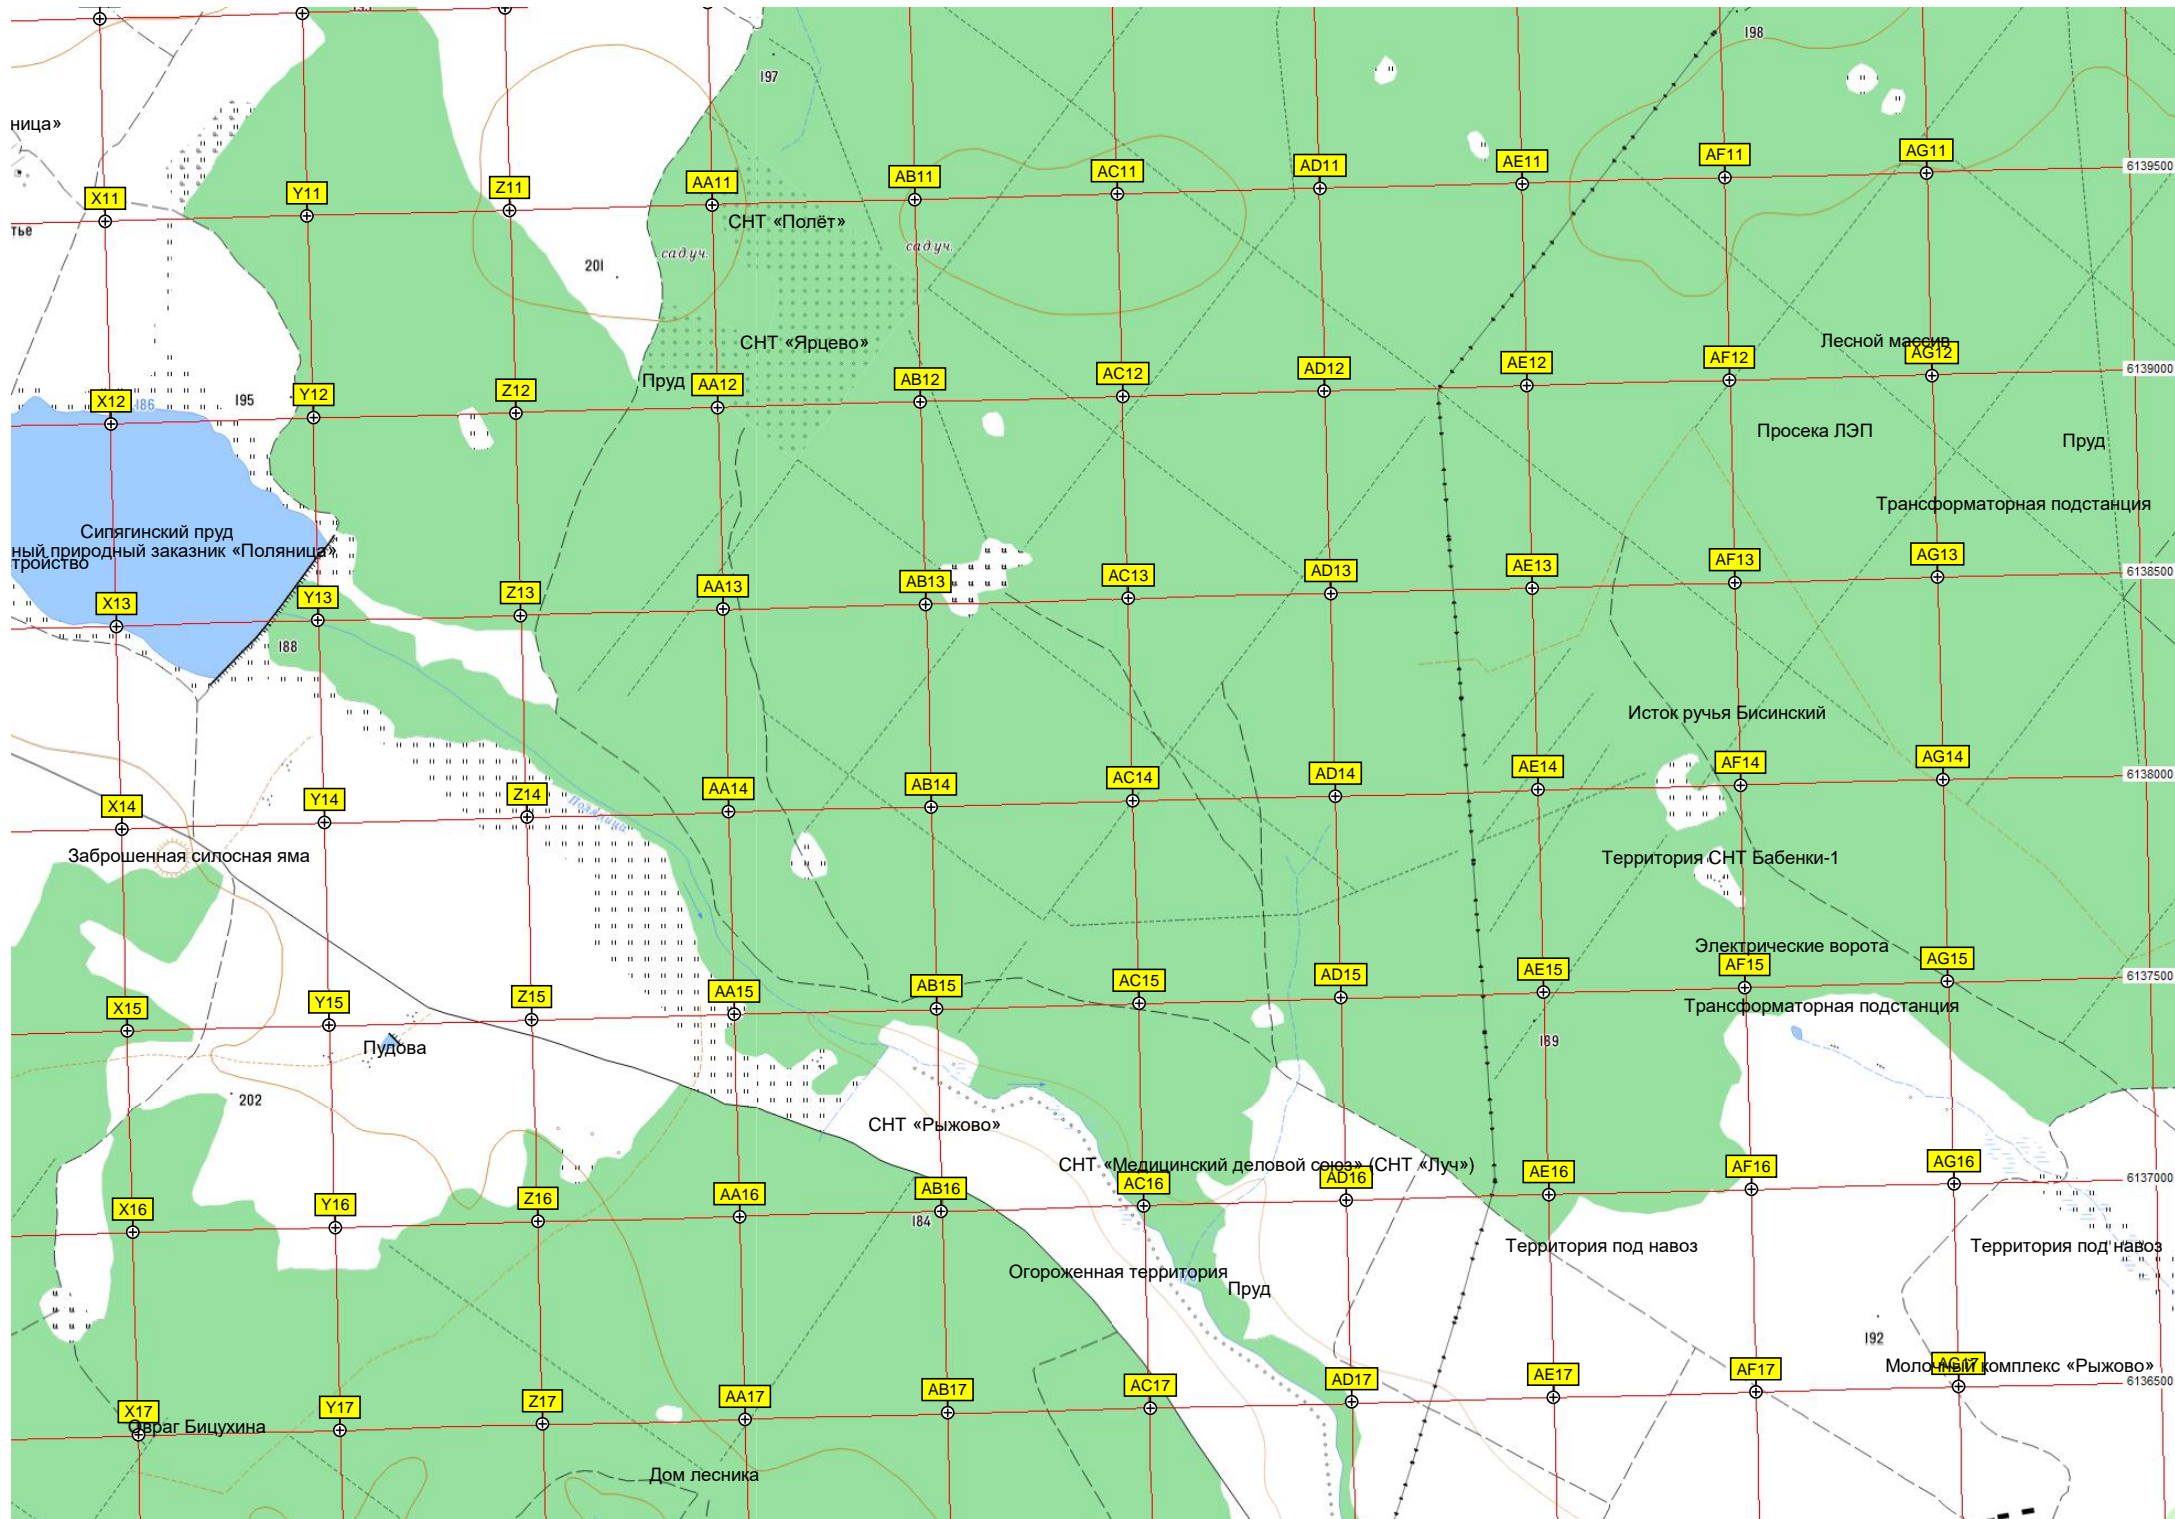 198
197
ница»
X11
Y11
Z11
AA11
AB11
AC11
AD11
AE11
AF11
AG11
6139500
тье
СНТ «Полёт»
сад.уч.
сад.уч.
201
СНТ «Ярцево»
Лесной массив
Пруд
X12
186
195
Y12
Z12
AA12
AB12
AC12
AD12
AE12
AF12
AG12
6139000
Просека ЛЭП
Пруд
Трансформаторная подстанция
Сипягинский пруд
ный природный заказник «Поляница»
тройство
X13
Y13
Z13
AA13
AB13
AC13
AD13
AE13
AF13
AG13
6138500
188
Исток ручья Бисинский
X14
Y14
Z14
AA14
AB14
AC14
AD14
AE14
AF14
AG14
6138000
Поляница
Заброшенная силосная яма
Территория СНТ Бабенки-1
Электрические ворота
X15
Y15
Z15
AA15
AB15
AC15
AD15
AE15
AF15
AG15
6137500
Трансформаторная подстанция
Пудова
189
202
СНТ «Рыжово»
СНТ «Медицинский деловой союз» (СНТ «Луч»)
X16
Y16
Z16
AA16
AB16
AC16
AD16
AE16
AF16
AG16
6137000
184
Территория под навоз
Территория под навоз
Огороженная территория
Пруд
192
Молочный комплекс «Рыжово»
X17
Y17
Z17
AA17
AB17
AC17
AD17
AE17
AF17
AG17
6136500
Овраг Бицухина
Дом лесника